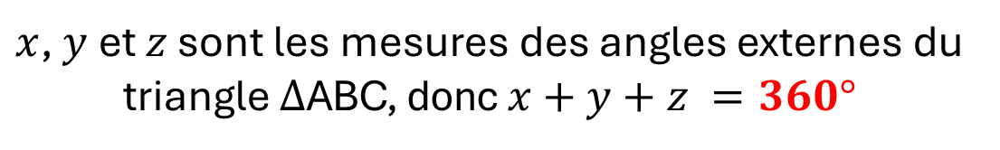 x, y et z sont les mesures des angles externes du
triangle ΔABC, donc x + y + z = 360°